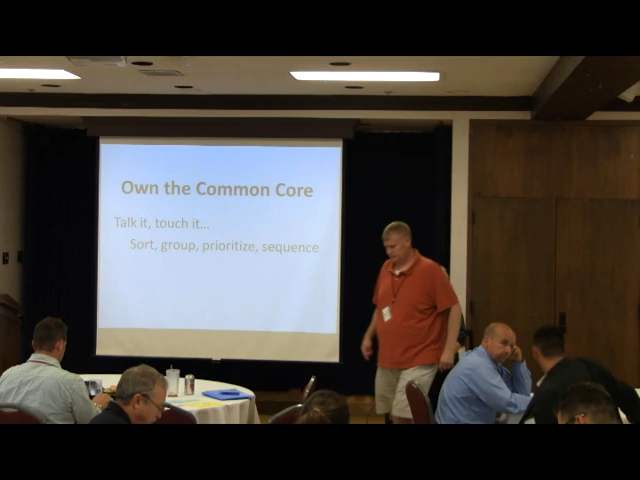 Own the Common Core
Talk it, touch it...
Sort, group, prioritize, sequence